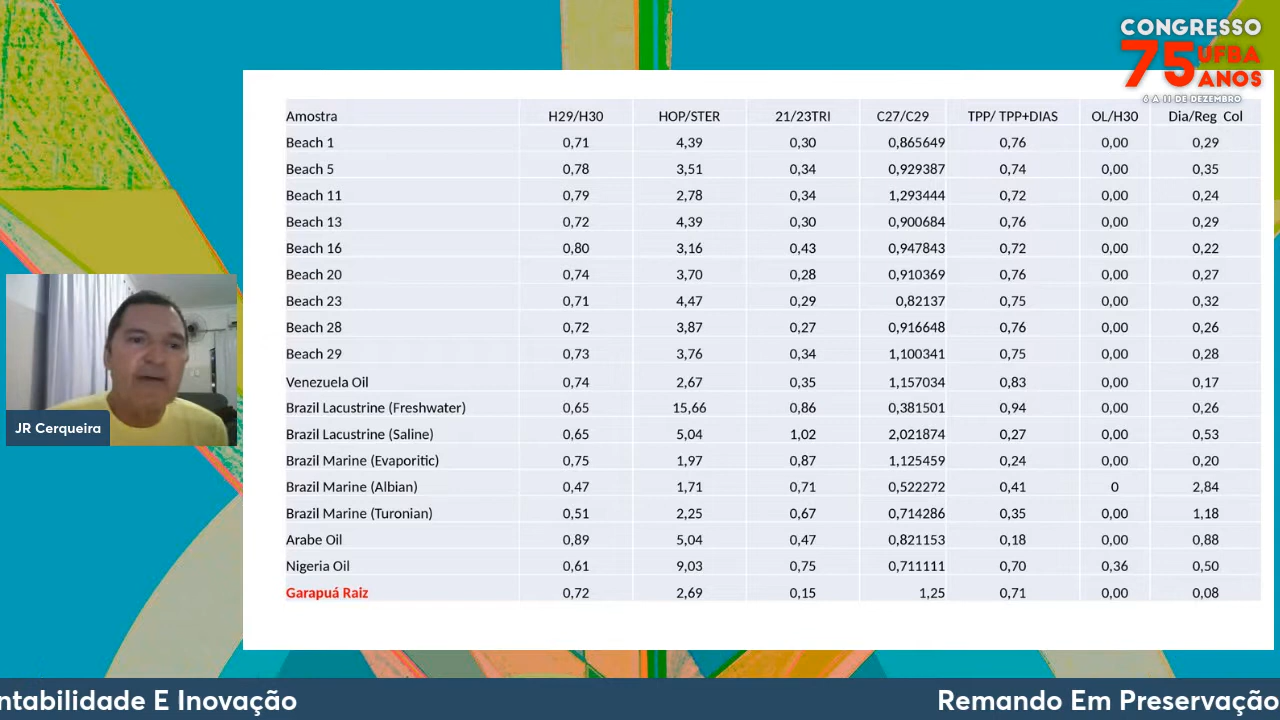 CONGRESSO
75 UFBA
ANOS
6 A 11 DE DEZEMBRO
Amostra H29/H30 HOP/STER 21/23TRI C27/C29 TPP/ TPP+DIAS OL/H30 Dia/Reg Col
Beach 1 0,71 4,39 0,30 0,865649 0,76 0,00 0,29
Beach 5 0,78 3,51 0,34 0,929387 0,74 0,00 0,35
Beach 11 0,79 2,78 0,34 1,293444 0,72 0,00 0,24
Beach 13 0,72 4,39 0,30 0,900684 0,76 0,00 0,29
Beach 16 0,80 3,16 0,43 0,947843 0,72 0,00 0,22
Beach 20 0,74 3,70 0,28 0,910369 0,76 0,00 0,27
Beach 23 0,71 4,47 0,29 0,82137 0,75 0,00 0,32
Beach 28 0,72 3,87 0,27 0,916648 0,76 0,00 0,26
Beach 29 0,73 3,76 0,34 1,100341 0,75 0,00 0,28
Venezuela Oil 0,74 2,67 0,35 1,157034 0,83 0,00 0,17
Brazil Lacustrine (Freshwater) 0,65 15,66 0,86 0,381501 0,94 0,00 0,26
Brazil Lacustrine (Saline) 0,65 5,04 1,02 2,021874 0,27 0,00 0,53
Brazil Marine (Evaporitic) 0,75 1,97 0,87 1,125459 0,24 0,00 0,20
Brazil Marine (Albian) 0,47 1,71 0,71 0,522272 0,41 0 2,84
Brazil Marine (Turonian) 0,51 2,25 0,67 0,714286 0,35 0,00 1,18
Arabe Oil 0,89 5,04 0,47 0,821153 0,18 0,00 0,88
Nigeria Oil 0,61 9,03 0,75 0,711111 0,70 0,36 0,50
Garapuá Raiz 0,72 2,69 0,15 1,25 0,71 0,00 0,08
JR Cerqueira
ntabilidade E Inovação Remando Em Preservação